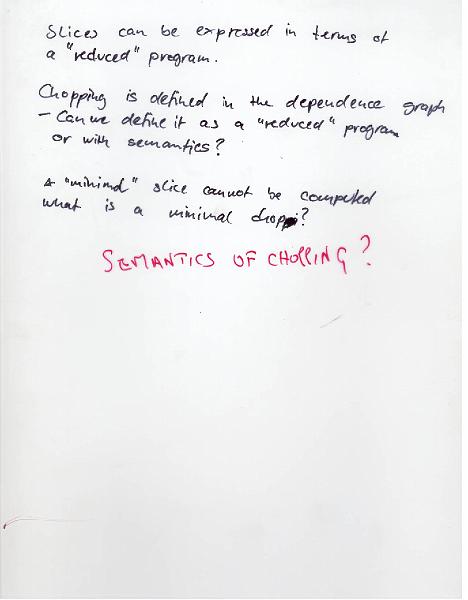 Slices can be expressed in terms of
a "reduced" program.
Chopping is defined in the dependence graph
- Can we define it as a "reduced" program
or with semantics?
A "minimal" slice cannot be computed
what is a minimal chop?
SEMANTICS OF CHOPPING?